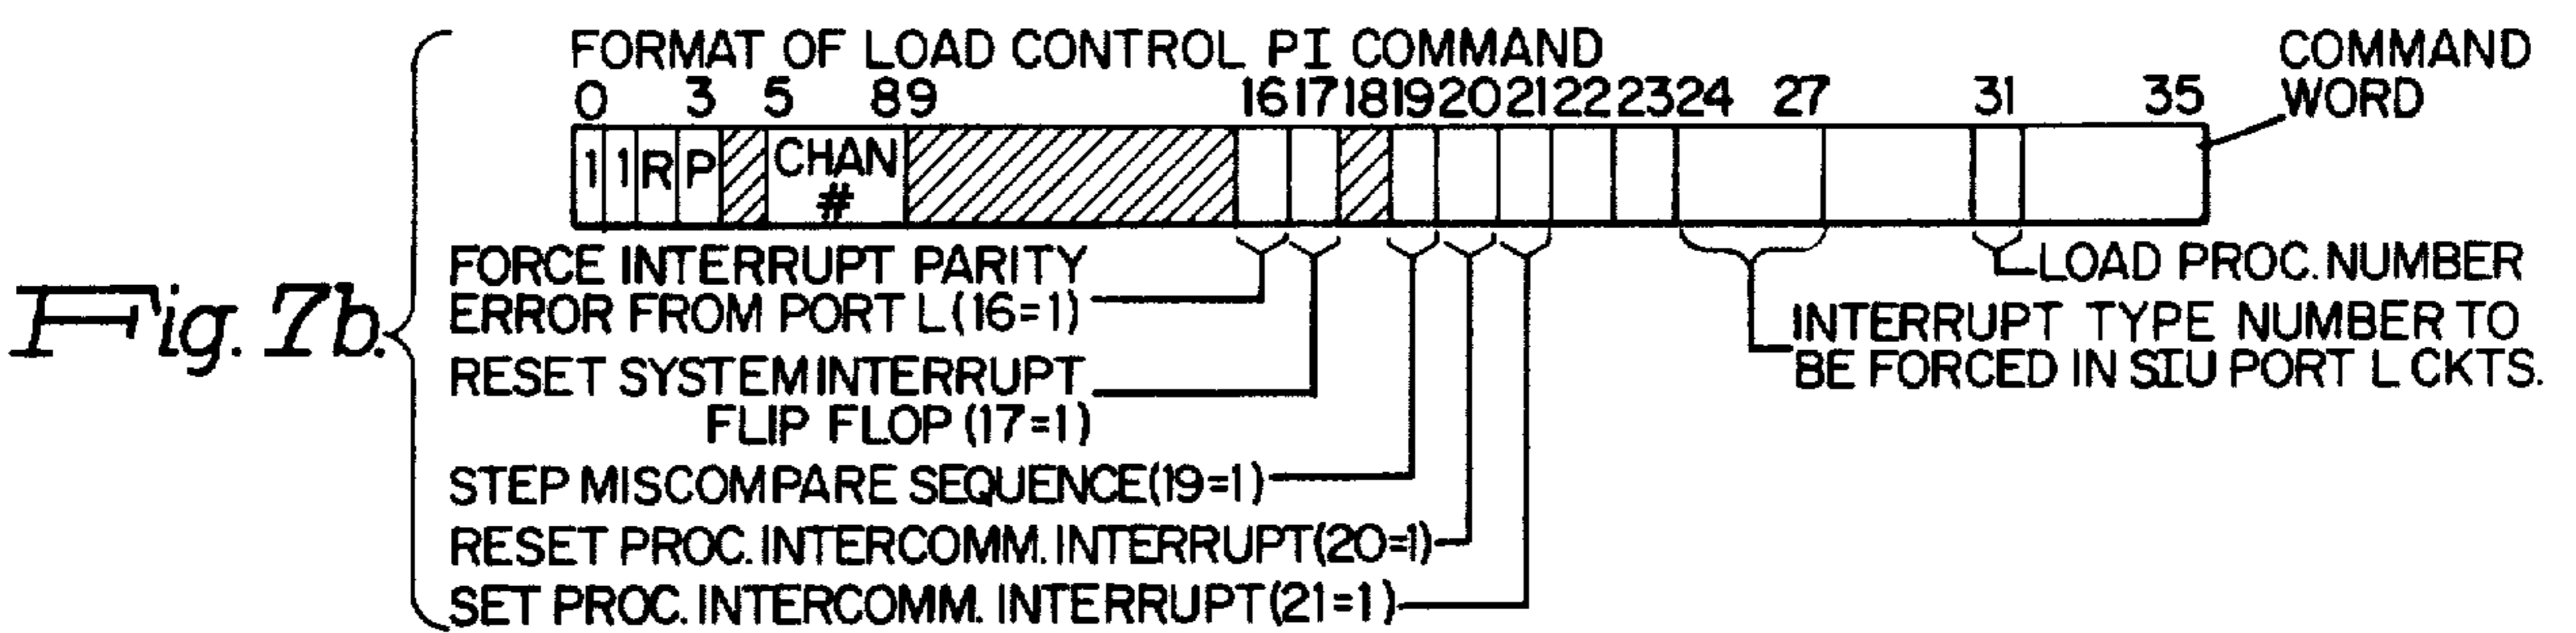 FORMAT OF LOAD CONTROL PI COMMAND
COMMAND
WORD
0 3 5 8 9 16 17 18 19 20 21 22 23 24 27 31 35
1 1 R P CHAN
#
FORCE INTERRUPT PARITY
ERROR FROM PORT L (16=1)
RESET SYSTEM INTERRUPT
FLIP FLOP (17=1)
STEP MISCOMPARE SEQUENCE (19=1)
RESET PROC. INTERCOMM. INTERRUPT (20=1)
SET PROC. INTERCOMM. INTERRUPT (21=1)
LOAD PROC. NUMBER
INTERRUPT TYPE NUMBER TO
BE FORCED IN SIU PORT L CKTS.
Fig. 7b.